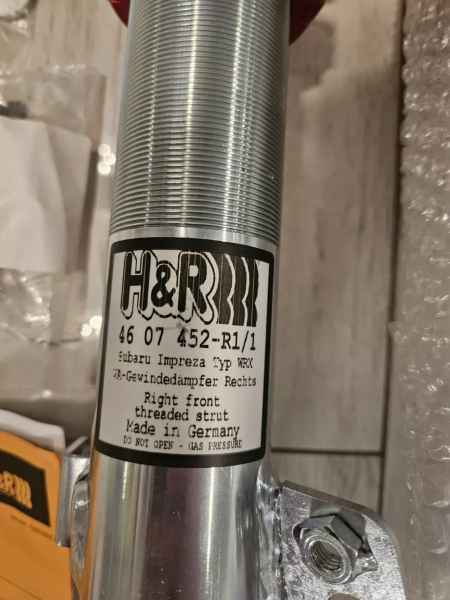 H&R
46 07 452-R1/1
Subaru Impreza Typ WRX
VA-Gewindedämpfer Rechts
Right front
threaded strut
Made in Germany
DO NOT OPEN - GAS PRESSURE
H&R